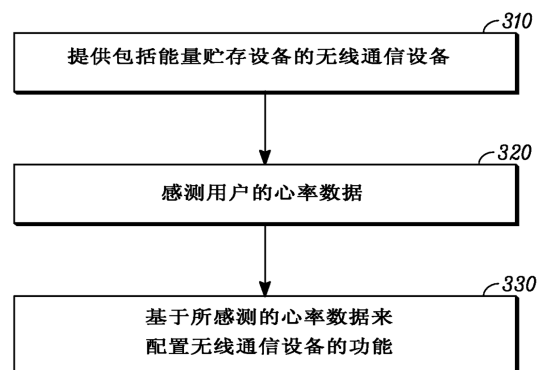 310
提供包括能量贮存设备的无线通信设备
320
感测用户的心率数据
330
基于所感测的心率数据来
配置无线通信设备的功能